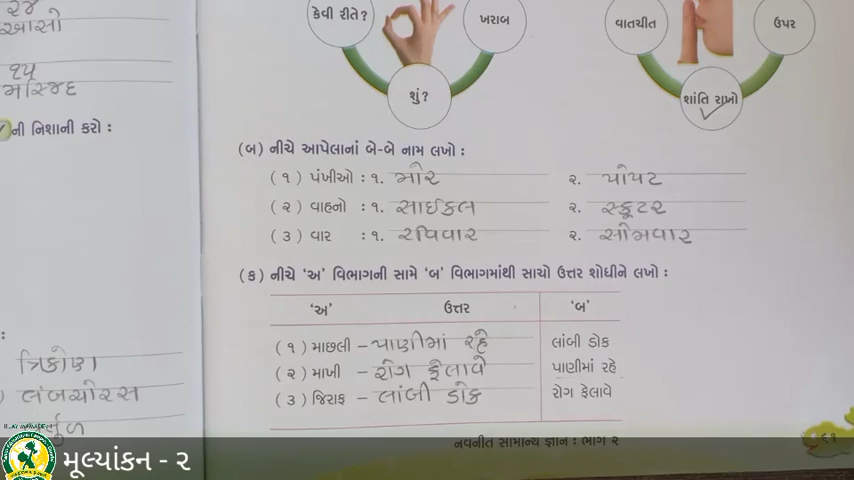 ૨૪
આસો
૧૫
મસ્જિદ
ની નિશાની કરો :
ત્રિકોણ
લંબચોરસ
કેવી રીતે?
ખરાબ
શું?
વાતચીત
ઉપર
શાંતિ રાખો
(બ) નીચે આપેલાનાં બે-બે નામ લખો :
(૧) પંખીઓ : ૧. મોર ૨. પોપટ
(૨) વાહનો : ૧. સાઈકલ ૨. સ્કૂટર
(૩) વાર : ૧. રવિવાર ૨. સોમવાર
(ક) નીચે ‘અ’ વિભાગની સામે ‘બ’ વિભાગમાંથી સાચો ઉત્તર શોધીને લખો :
‘અ’ ઉત્તર ‘બ’
(૧) માછલી – પાણીમાં રહે લાંબી ડોક
(૨) માખી – રોગ ફેલાવે પાણીમાં રહે
(૩) જિરાફ – લાંબી ડોક રોગ ફેલાવે
નવનીત સામાન્ય જ્ઞાન : ભાગ ૨
૬૧
મૂલ્યાંકન - ૨